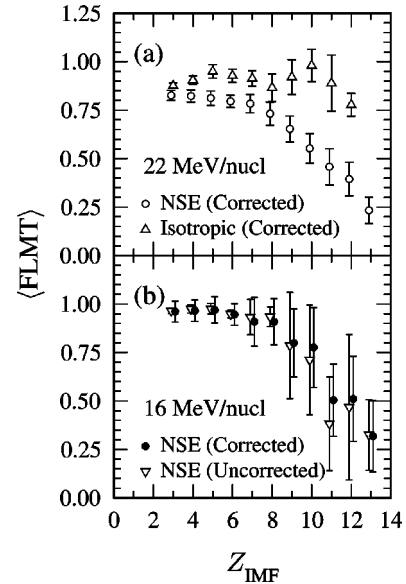 (a)
1.25
1.00
0.75
0.50
0.25
0.00
22 MeV/nucl
NSE (Corrected)
Isotropic (Corrected)
⟨FLMT⟩
(b)
1.00
0.75
0.50
0.25
0.00
16 MeV/nucl
NSE (Corrected)
NSE (Uncorrected)
0 2 4 6 8 10 12 14
Z_IMF